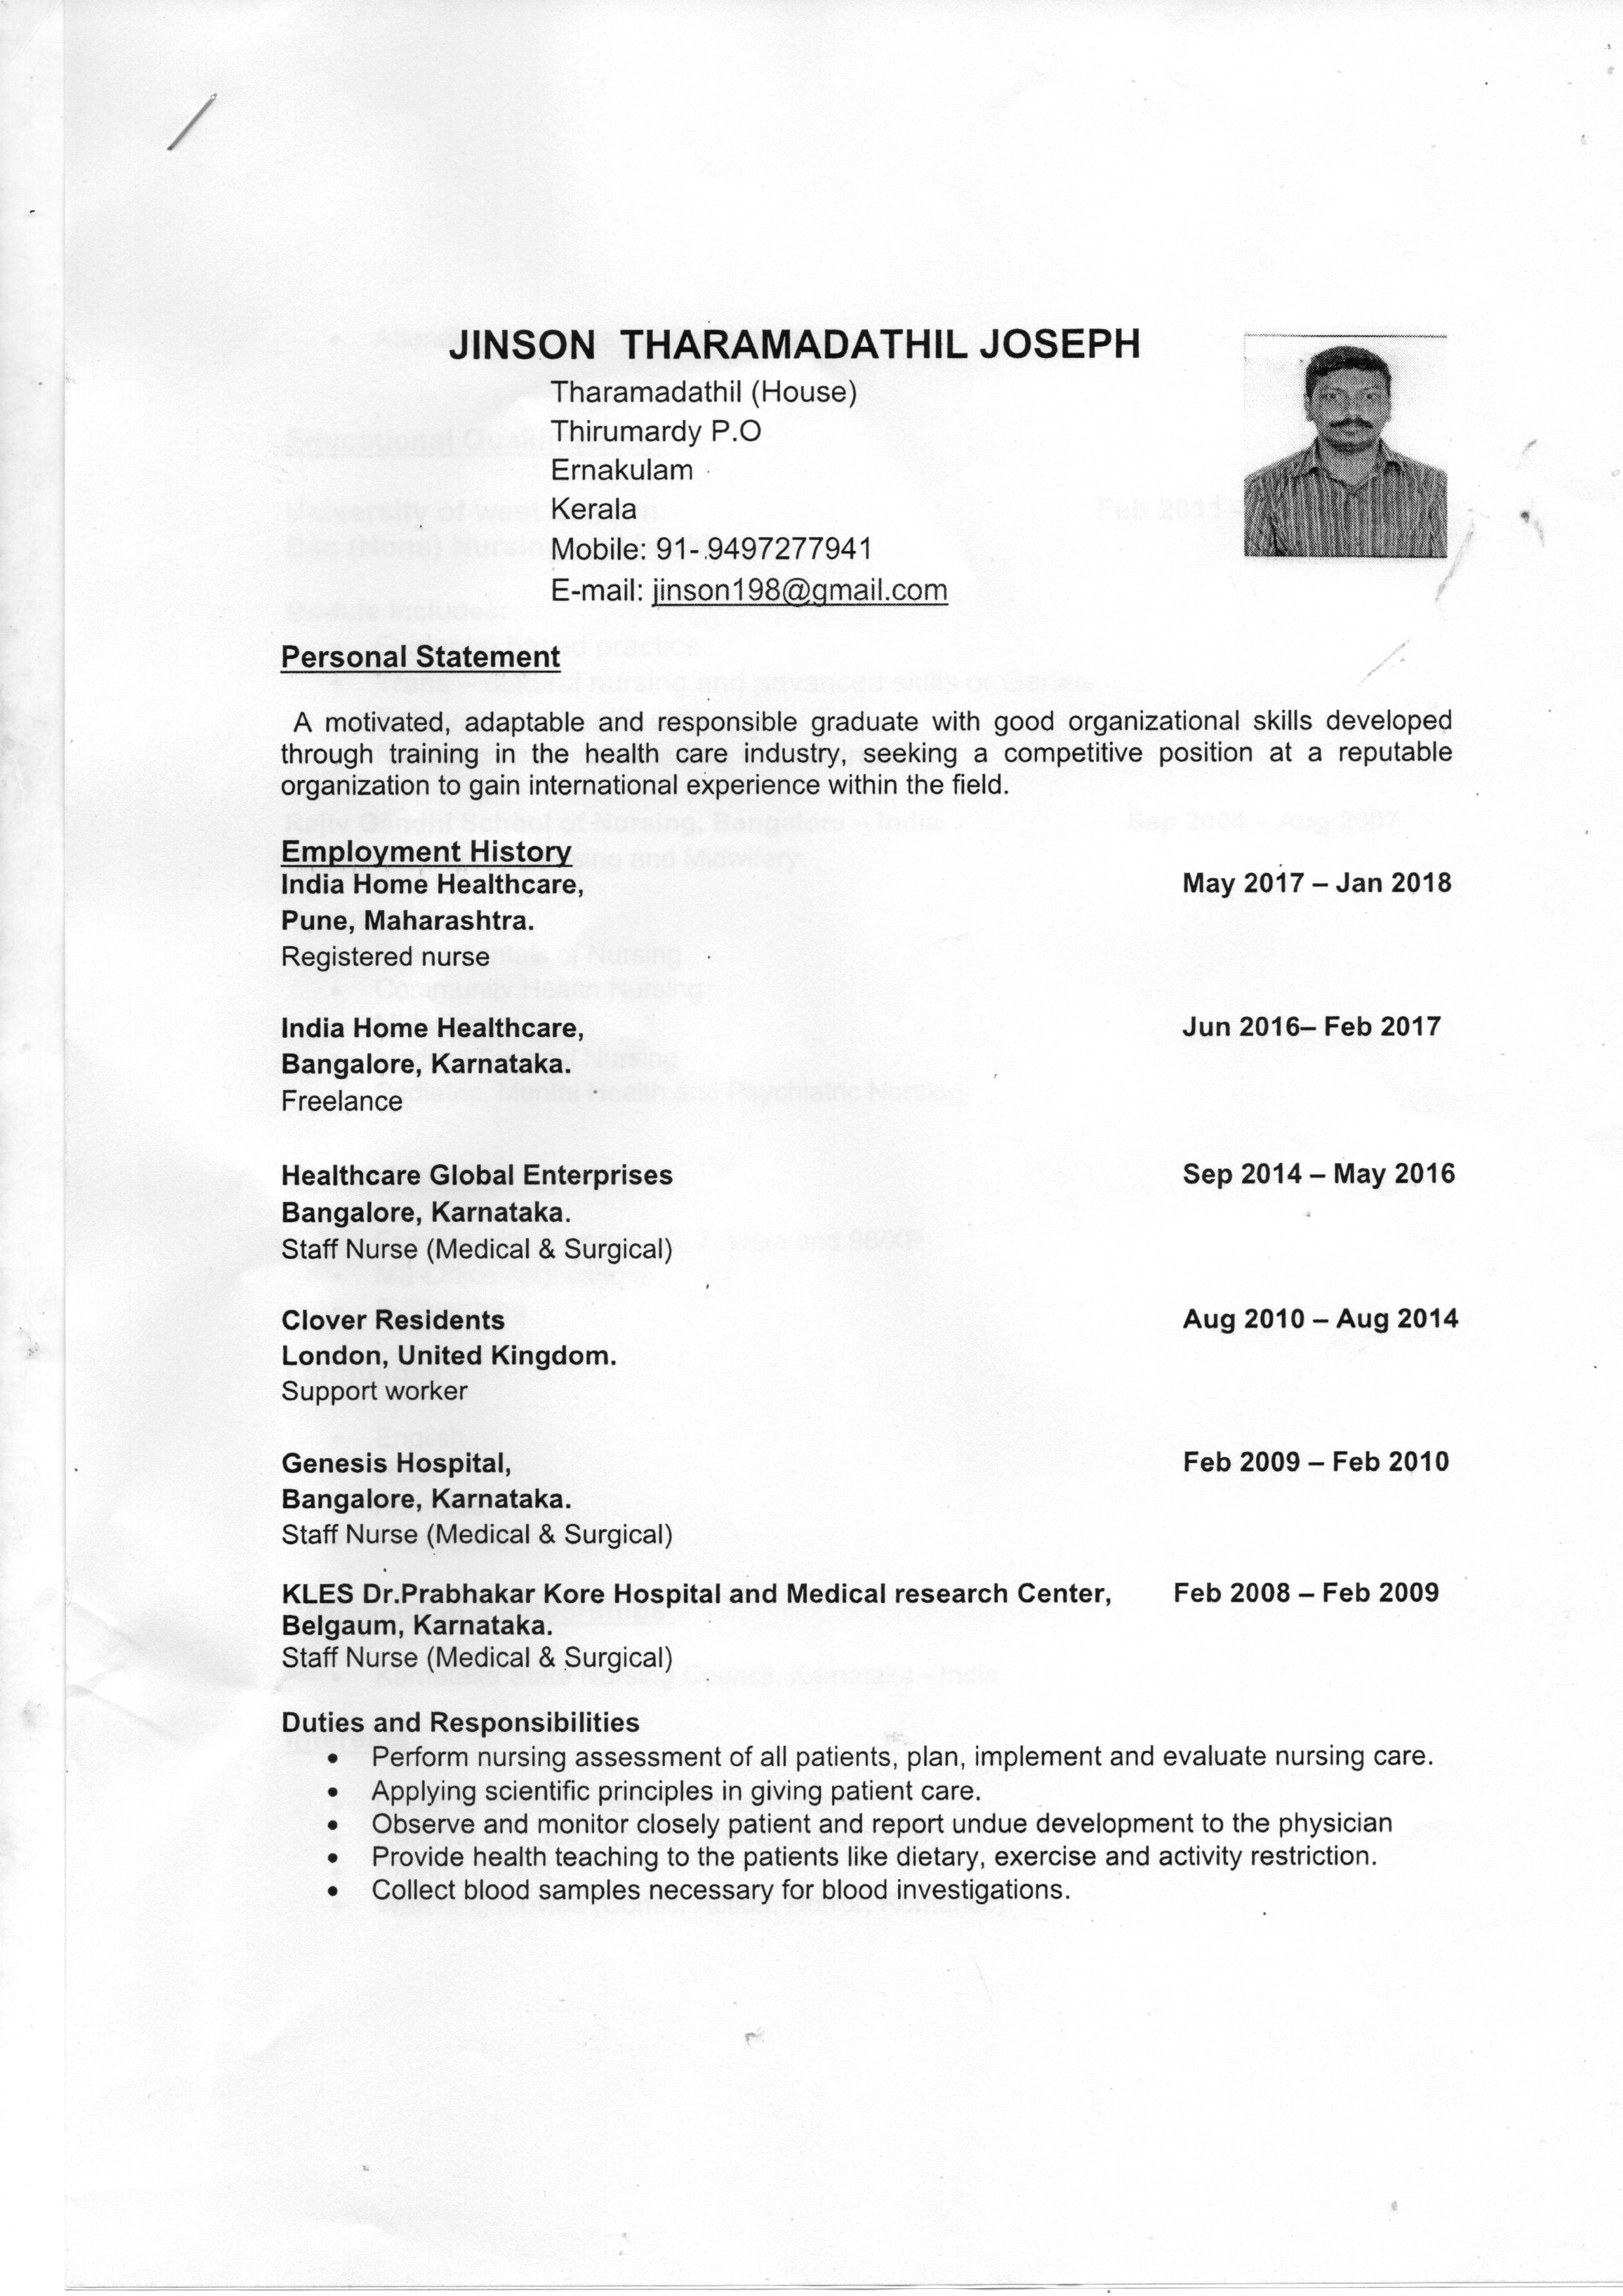 JINSON THARAMADATHIL JOSEPH
Tharamadathil (House)
Thirumardy P.O
Ernakulam
Kerala
Mobile: 91- 9497277941
E-mail: jinson198@gmail.com
Personal Statement
A motivated, adaptable and responsible graduate with good organizational skills developed
through training in the health care industry, seeking a competitive position at a reputable
organization to gain international experience within the field.
Employment History
India Home Healthcare, May 2017 – Jan 2018
Pune, Maharashtra.
Registered nurse
India Home Healthcare, Jun 2016– Feb 2017
Bangalore, Karnataka.
Freelance
Healthcare Global Enterprises Sep 2014 – May 2016
Bangalore, Karnataka.
Staff Nurse (Medical & Surgical)
Clover Residents Aug 2010 – Aug 2014
London, United Kingdom.
Support worker
Genesis Hospital, Feb 2009 – Feb 2010
Bangalore, Karnataka.
Staff Nurse (Medical & Surgical)
KLES Dr.Prabhakar Kore Hospital and Medical research Center, Feb 2008 – Feb 2009
Belgaum, Karnataka.
Staff Nurse (Medical & Surgical)
Duties and Responsibilities
• Perform nursing assessment of all patients, plan, implement and evaluate nursing care.
• Applying scientific principles in giving patient care.
• Observe and monitor closely patient and report undue development to the physician
• Provide health teaching to the patients like dietary, exercise and activity restriction.
• Collect blood samples necessary for blood investigations.